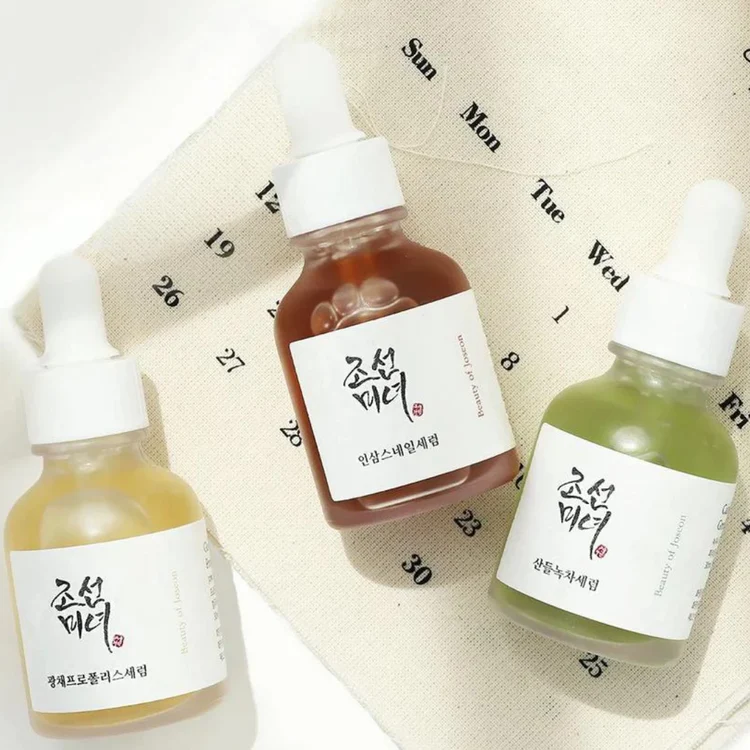 Sun
Mon
Tue
Wed
Fri
1
8
12
19
26
27
28
23
30
25
조선
미녀
인삼스네일세럼
Beauty of Joseon
조선
미녀
산들녹차세럼
Beauty of Joseon
조선
미녀
광채프로폴리스세럼
Beauty of Joseon